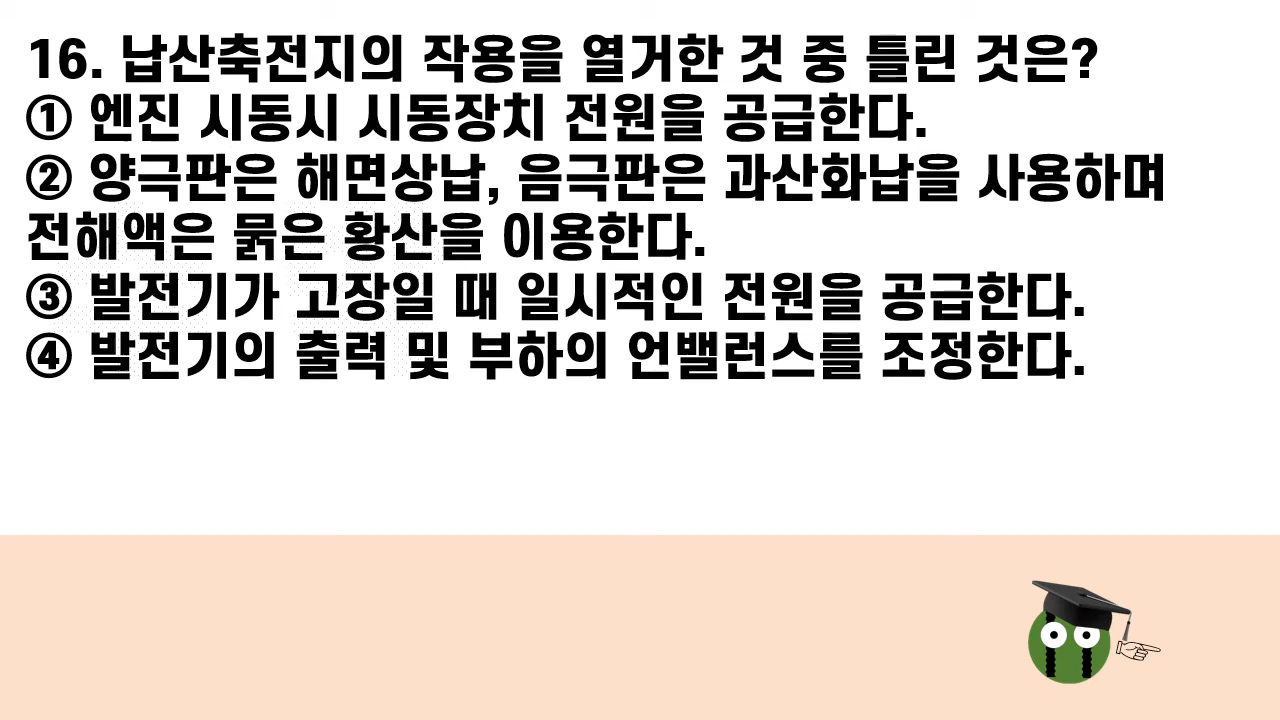 16. 납산축전지의 작용을 열거한 것 중 틀린 것은?
① 엔진 시동시 시동장치 전원을 공급한다.
② 양극판은 해면상납, 음극판은 과산화납을 사용하며
전해액은 묽은 황산을 이용한다.
③ 발전기가 고장일 때 일시적인 전원을 공급한다.
④ 발전기의 출력 및 부하의 언밸런스를 조정한다.